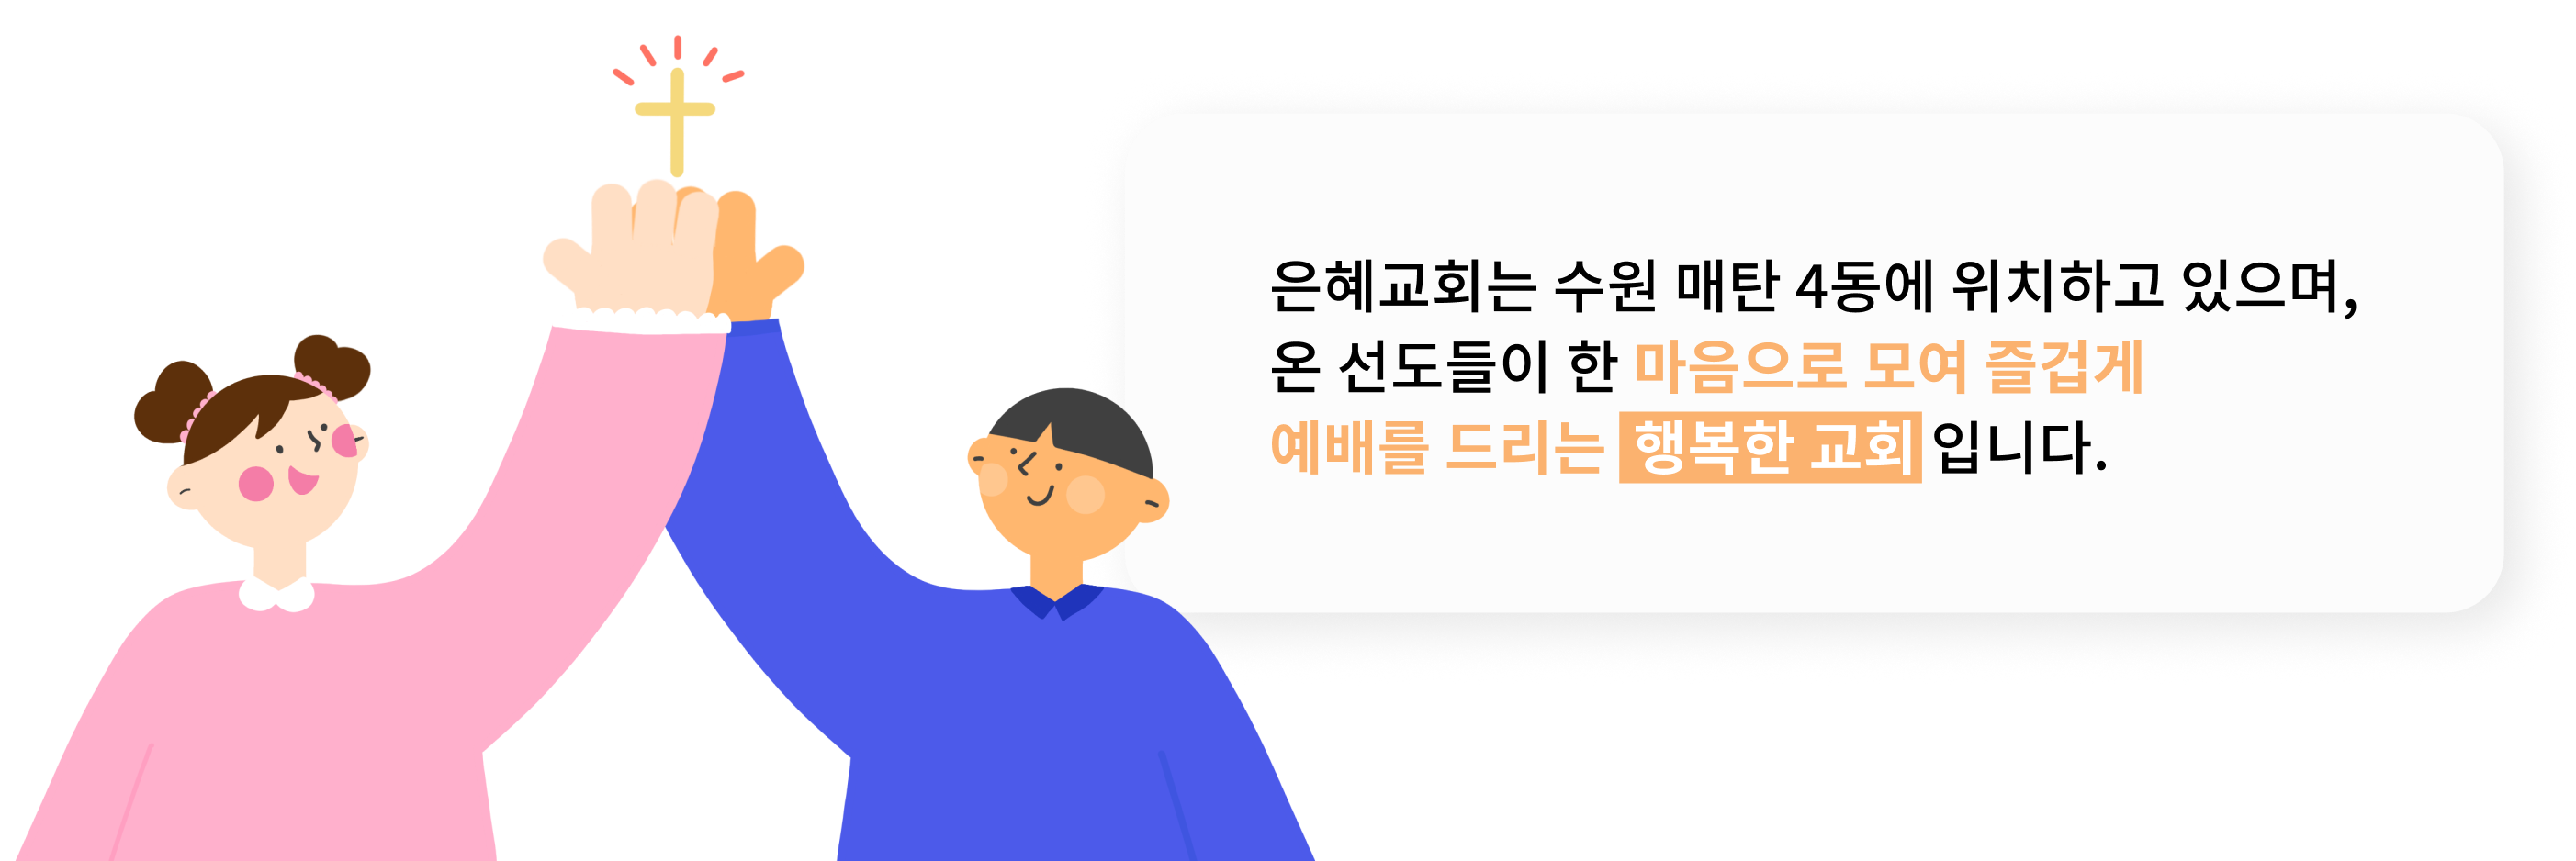 은혜교회는 수원 매탄 4동에 위치하고 있으며,
온 선도들이 한 마음으로 모여 즐겁게
예배를 드리는 행복한 교회 입니다.